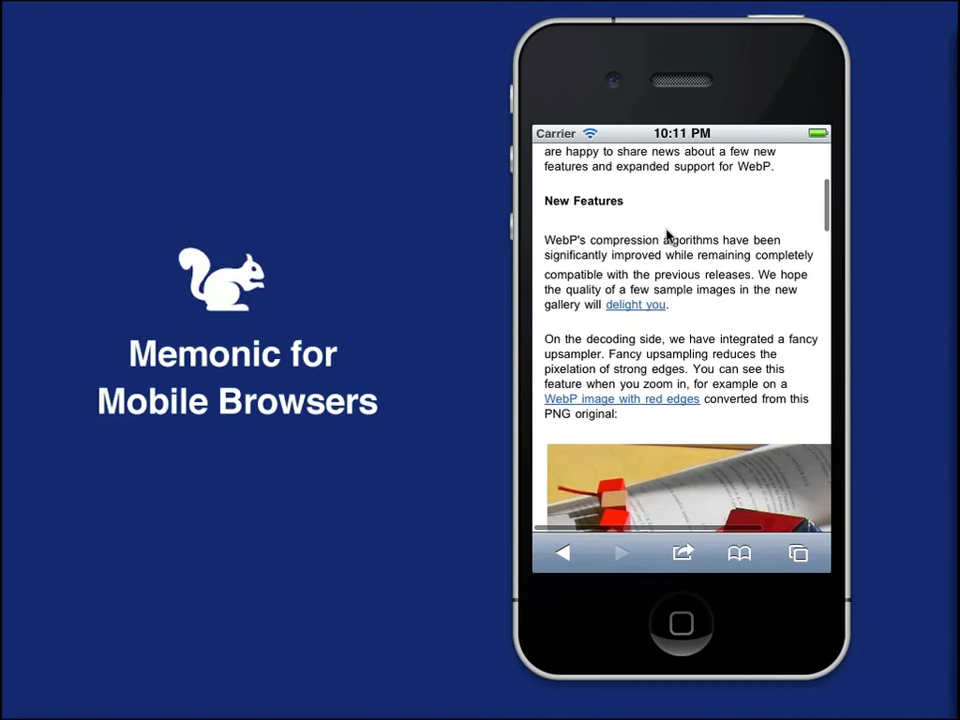 Memonic for
Mobile Browsers
Carrier 10:11 PM
are happy to share news about a few new
features and expanded support for WebP.
New Features
WebP's compression algorithms have been
significantly improved while remaining completely
compatible with the previous releases. We hope
the quality of a few sample images in the new
gallery will delight you.
On the decoding side, we have integrated a fancy
upsampler. Fancy upsampling reduces the
pixelation of strong edges. You can see this
feature when you zoom in, for example on a
WebP image with red edges converted from this
PNG original: